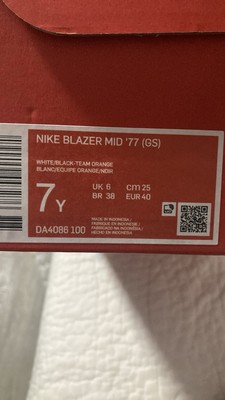 NIKE BLAZER MID '77 (GS)
WHITE/BLACK-TEAM ORANGE
BLANC/EQUIPE ORANGE/NOIR
7Y
UK 6 cm 25
BR 38 EUR 40
MADE IN INDONESIA /
FABRIQUE EN INDONESIE /
FABRICADO NA INDONÉSIA /
HECHO EN INDONESIA
DA4086 100